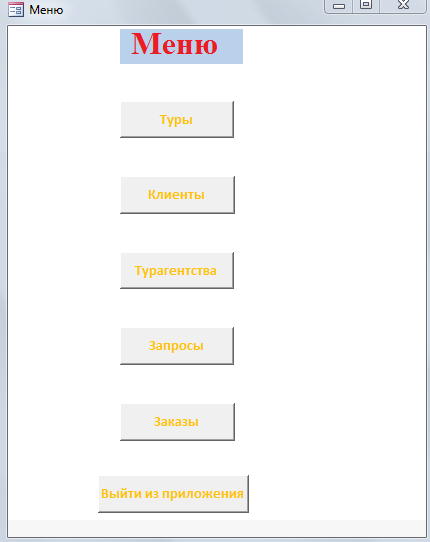 Меню
Меню
Туры
Клиенты
Турагентства
Запросы
Заказы
Выйти из приложения